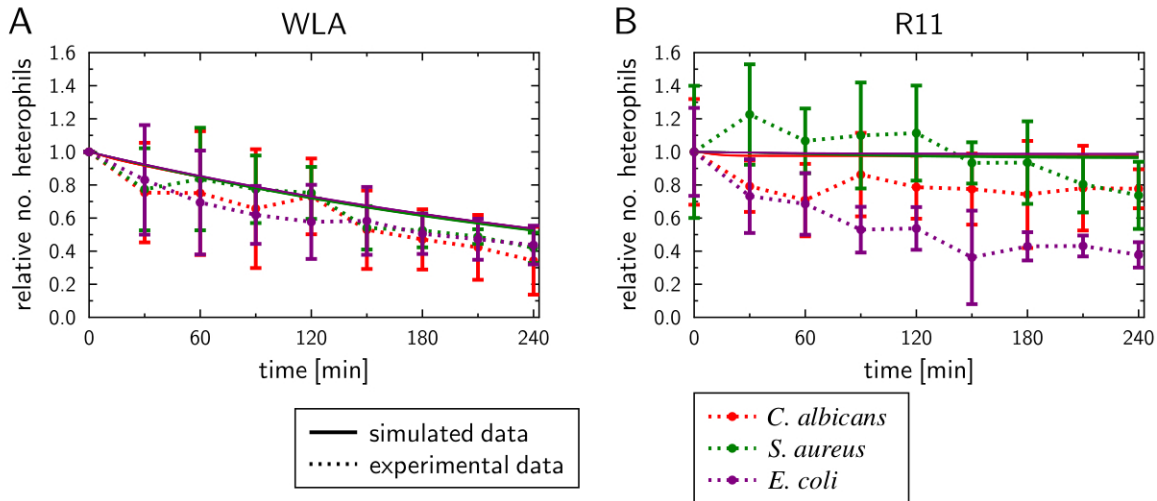 A
WLA
relative no. heterophils
1.6
1.4
1.2
1.0
0.8
0.6
0.4
0.2
0.0
0 60 120 180 240
time [min]
B
R11
relative no. heterophils
1.6
1.4
1.2
1.0
0.8
0.6
0.4
0.2
0.0
0 60 120 180 240
time [min]
simulated data
experimental data
C. albicans
S. aureus
E. coli